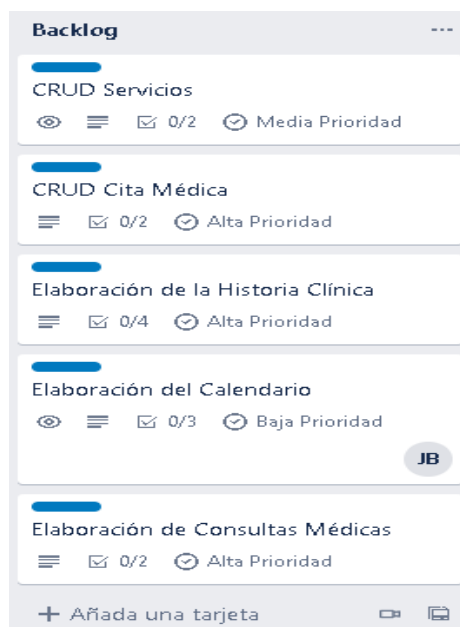 Backlog
CRUD Servicios
0/2 Media Prioridad
CRUD Cita Médica
0/2 Alta Prioridad
Elaboración de la Historia Clínica
0/4 Alta Prioridad
Elaboración del Calendario
0/3 Baja Prioridad
JB
Elaboración de Consultas Médicas
0/2 Alta Prioridad
+ Añada una tarjeta